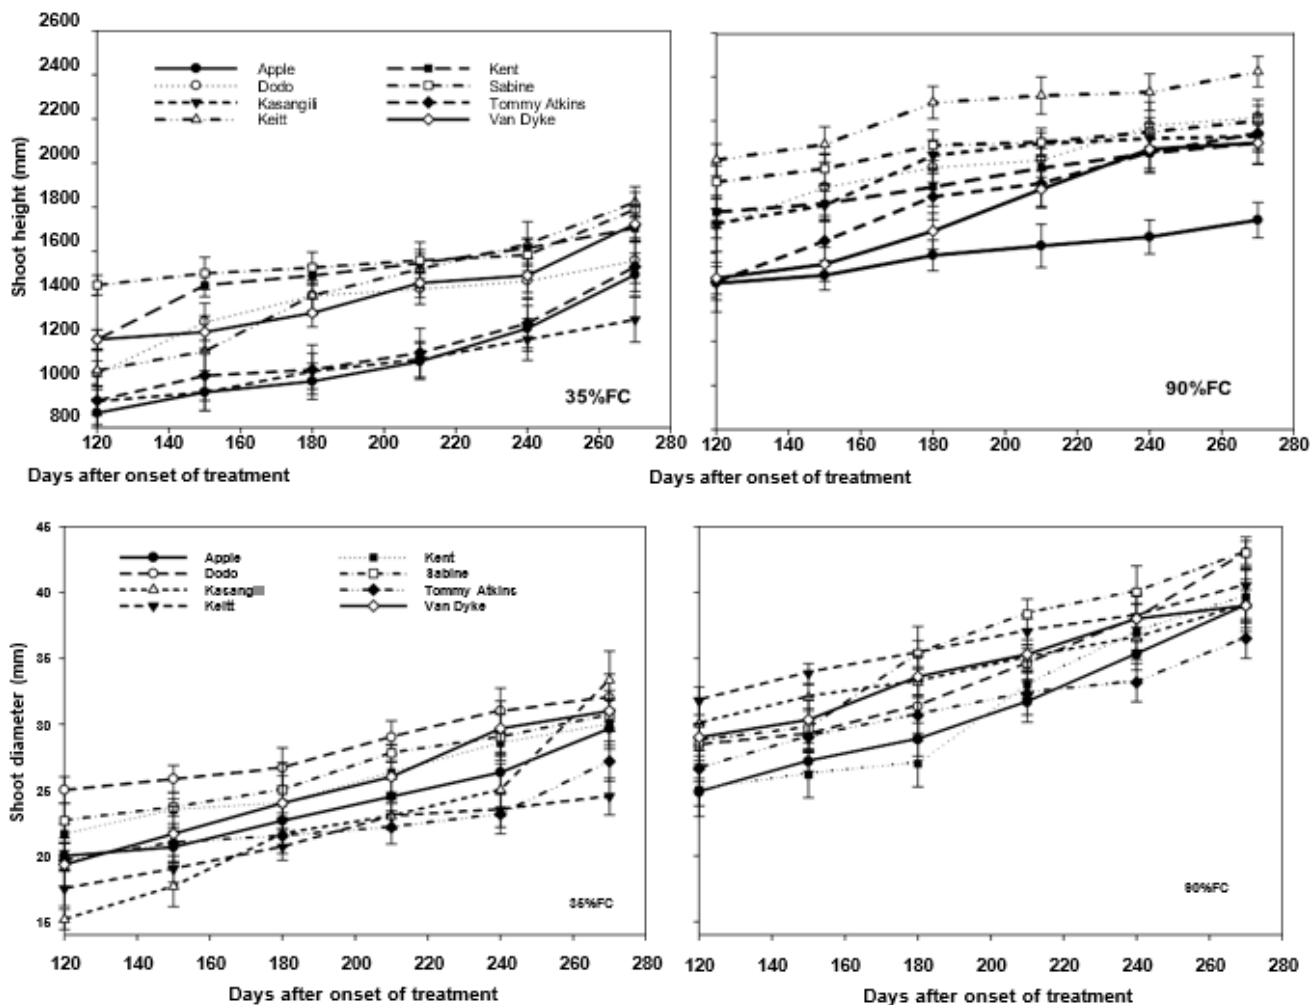 2600
2400
2200
2000
1800
1600
1400
1200
1000
800
Shoot height (mm)
Apple
Dodo
Kasangili
Keitt
Kent
Sabine
Tommy Atkins
Van Dyke
35%FC
120 140 160 180 200 220 240 260 280
Days after onset of treatment
90%FC
120 140 160 180 200 220 240 260 280
Days after onset of treatment
45
40
35
30
25
20
15
Shoot diameter (mm)
Apple
Dodo
Keitt
Kent
Sabine
Tommy Atkins
Van Dyke
35%FC
120 140 160 180 200 220 240 260 280
Days after onset of treatment
90%FC
120 140 160 180 200 220 240 260 280
Days after onset of treatment